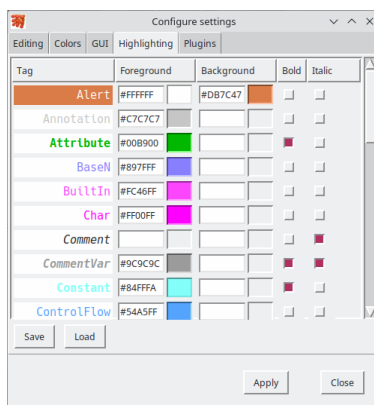 Configure settings
Editing Colors GUI Highlighting Plugins
Tag Foreground Background Bold Italic
Alert #FFFFFF #DB7C47
Annotation #C7C7C7
Attribute #00B900
BaseN #897FFF
BuiltIn #FC46FF
Char #FF00FF
Comment
CommentVar #9C9C9C
Constant #84FFFA
ControlFlow #54A5FF
Save Load
Apply Close